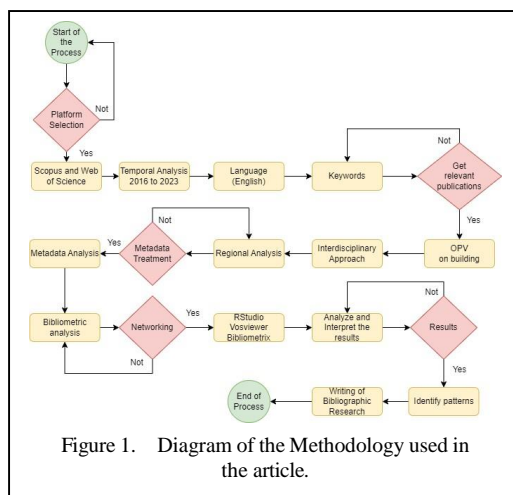 Start of
the
Process
Not
Platform
Selection
Yes
Scopus and Web
of Science
Temporal Analysis
2016 to 2023
Language
(English)
Keywords
Not
Get
relevant
publications
Yes
OPV
on building
Interdisciplinary
Approach
Regional Analysis
Not
Metadata
Treatment
Yes
Metadata Analysis
Bibliometric
analysis
Networking
Yes
Not
RStudio
Vosviewer
Bibliometrix
Analyze and
Interpret the
results
Not
Results
Yes
Identify patterns
Writing of
Bibliographic
Research
End of
Process
Figure 1. Diagram of the Methodology used in
the article.